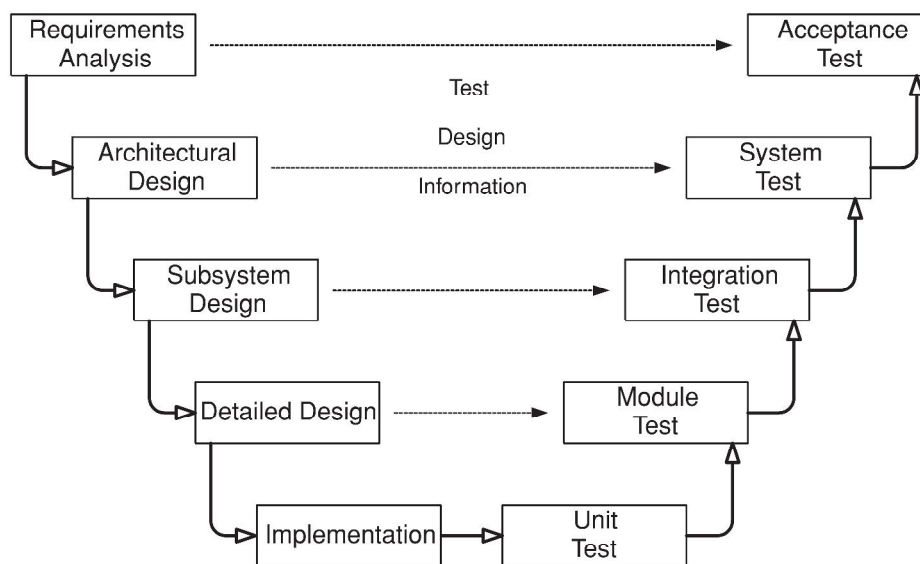 Requirements
Analysis
Acceptance
Test
Test
Design
Information
Architectural
Design
System
Test
Subsystem
Design
Integration
Test
Detailed Design
Module
Test
Implementation
Unit
Test